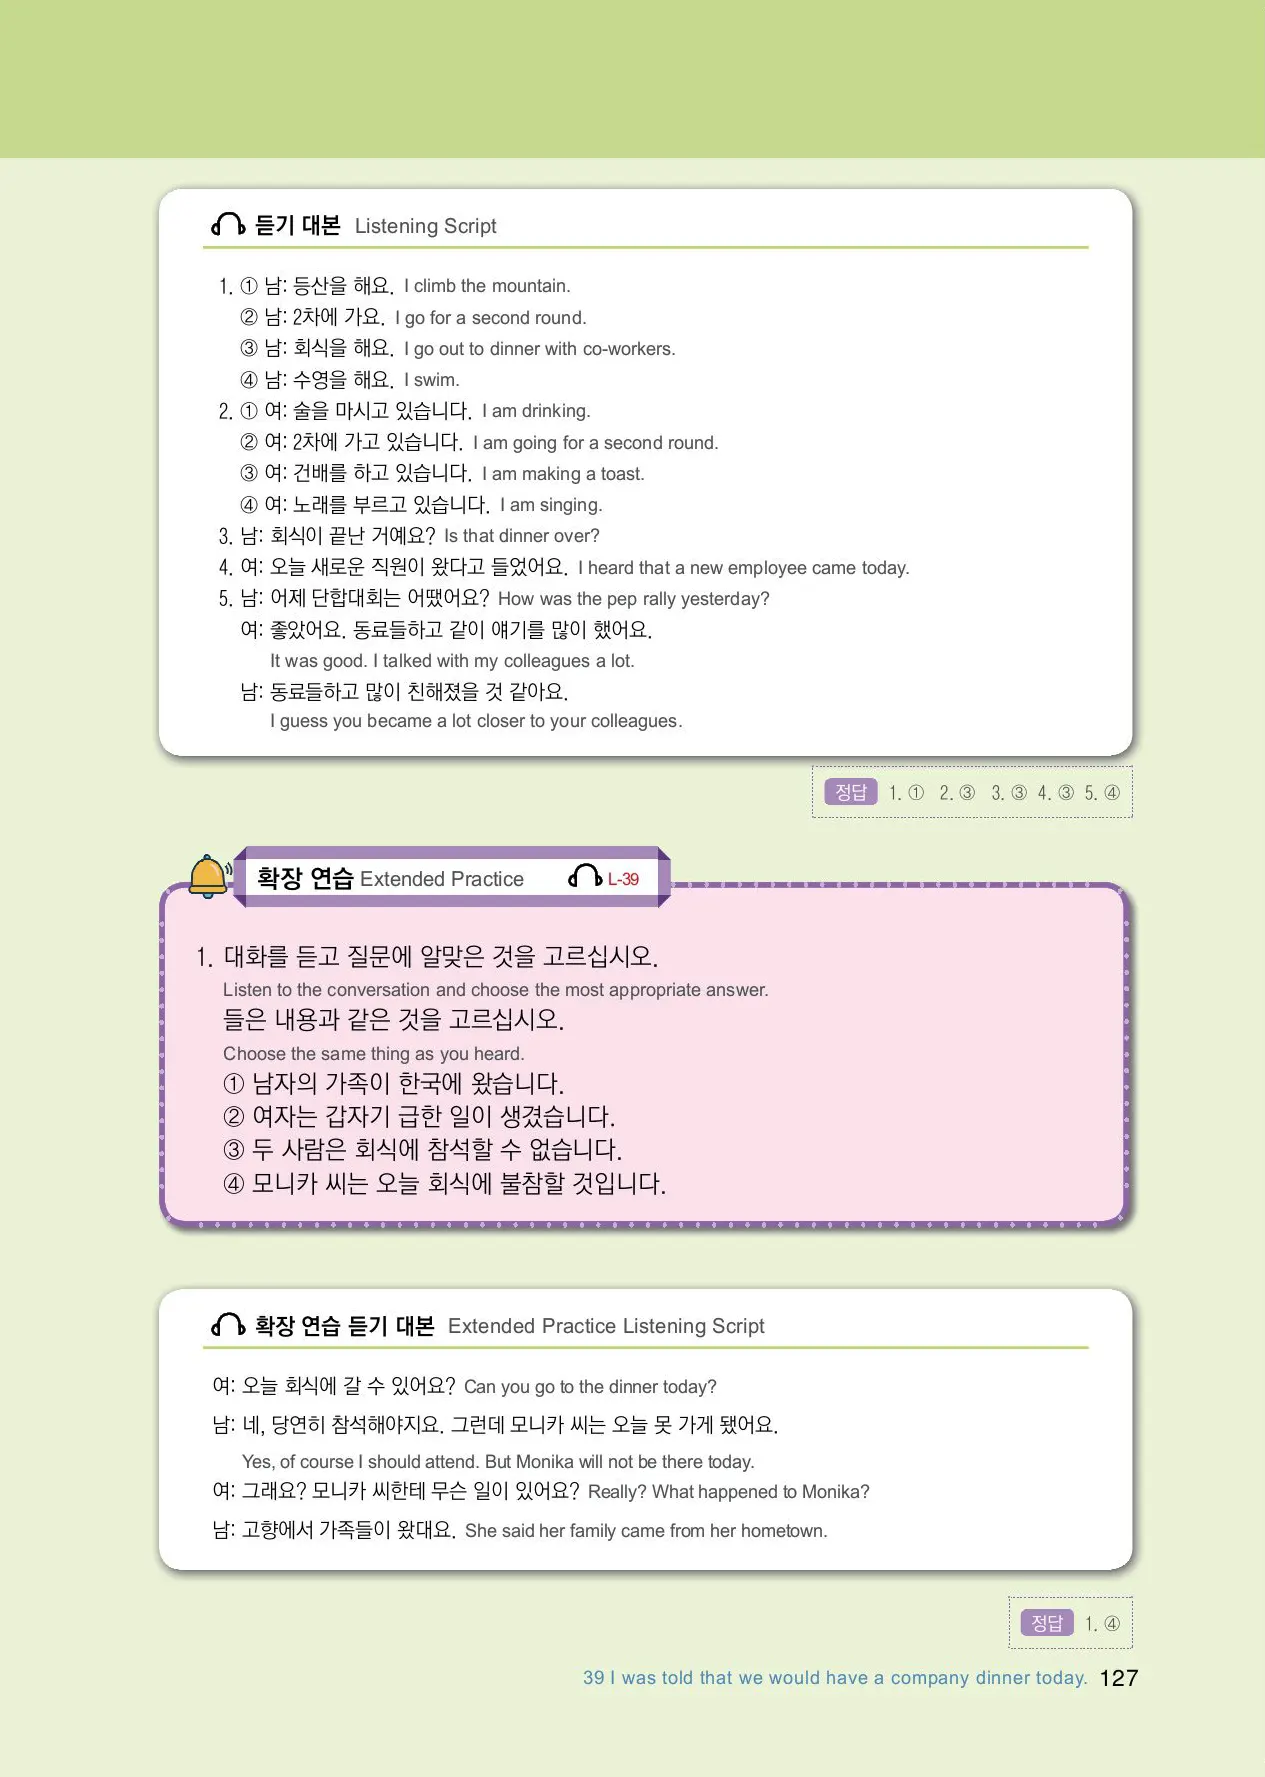 듣기 대본 Listening Script
1. ① 남: 등산을 해요. I climb the mountain.
② 남: 2차에 가요. I go for a second round.
③ 남: 회식을 해요. I go out to dinner with co-workers.
④ 남: 수영을 해요. I swim.
2. ① 여: 술을 마시고 있습니다. I am drinking.
② 여: 2차에 가고 있습니다. I am going for a second round.
③ 여: 건배를 하고 있습니다. I am making a toast.
④ 여: 노래를 부르고 있습니다. I am singing.
3. 남: 회식이 끝난 거예요? Is that dinner over?
4. 여: 오늘 새로운 직원이 왔다고 들었어요. I heard that a new employee came today.
5. 남: 어제 단합대회는 어땠어요? How was the pep rally yesterday?
여: 좋았어요. 동료들하고 같이 얘기를 많이 했어요.
It was good. I talked with my colleagues a lot.
남: 동료들하고 많이 친해졌을 것 같아요.
I guess you became a lot closer to your colleagues.
정답 1. ① 2. ③ 3. ③ 4. ③ 5. ④
확장 연습 Extended Practice L-39
1. 대화를 듣고 질문에 알맞은 것을 고르십시오.
Listen to the conversation and choose the most appropriate answer.
들은 내용과 같은 것을 고르십시오.
Choose the same thing as you heard.
① 남자의 가족이 한국에 왔습니다.
② 여자는 갑자기 급한 일이 생겼습니다.
③ 두 사람은 회식에 참석할 수 없습니다.
④ 모니카 씨는 오늘 회식에 불참할 것입니다.
확장 연습 듣기 대본 Extended Practice Listening Script
여: 오늘 회식에 갈 수 있어요? Can you go to the dinner today?
남: 네, 당연히 참석해야지요. 그런데 모니카 씨는 오늘 못 가게 됐어요.
Yes, of course I should attend. But Monika will not be there today.
여: 그래요? 모니카 씨한테 무슨 일이 있어요? Really? What happened to Monika?
남: 고향에서 가족들이 왔대요. She said her family came from her hometown.
정답 1. ④
39 I was told that we would have a company dinner today. 127